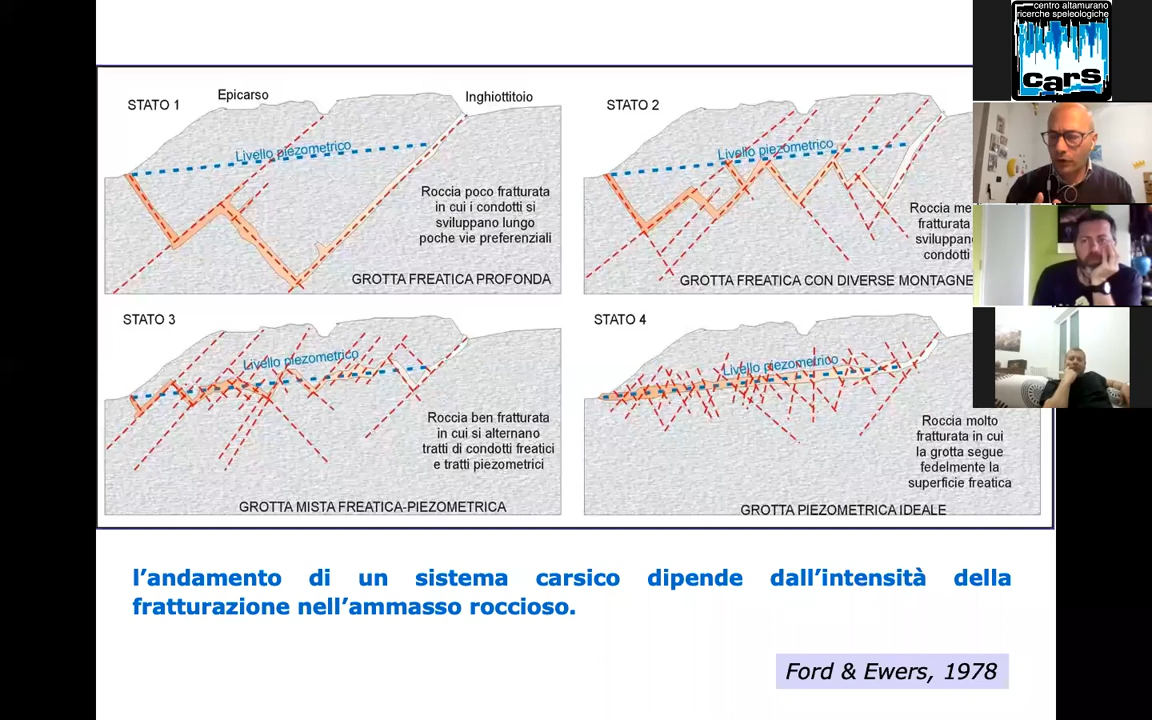 centro altamurano
ricerche speleologiche
cars
STATO 1
Epicarso
Inghiottitoio
Livello piezometrico
Roccia poco fratturata
in cui i condotti si
sviluppano lungo
poche vie preferenziali
GROTTA FREATICA PROFONDA
STATO 2
Livello piezometrico
Roccia me
fratturata
sviluppan
condotti
GROTTA FREATICA CON DIVERSE MONTAGNE
STATO 3
Livello piezometrico
Roccia ben fratturata
in cui si alternano
tratti di condotti freatici
e tratti piezometrici
GROTTA MISTA FREATICA-PIEZOMETRICA
STATO 4
Livello piezometrico
Roccia molto
fratturata in cui
la grotta segue
fedelmente la
superficie freatica
GROTTA PIEZOMETRICA IDEALE
l’andamento di un sistema carsico dipende dall’intensità della
fratturazione nell’ammasso roccioso.
Ford & Ewers, 1978